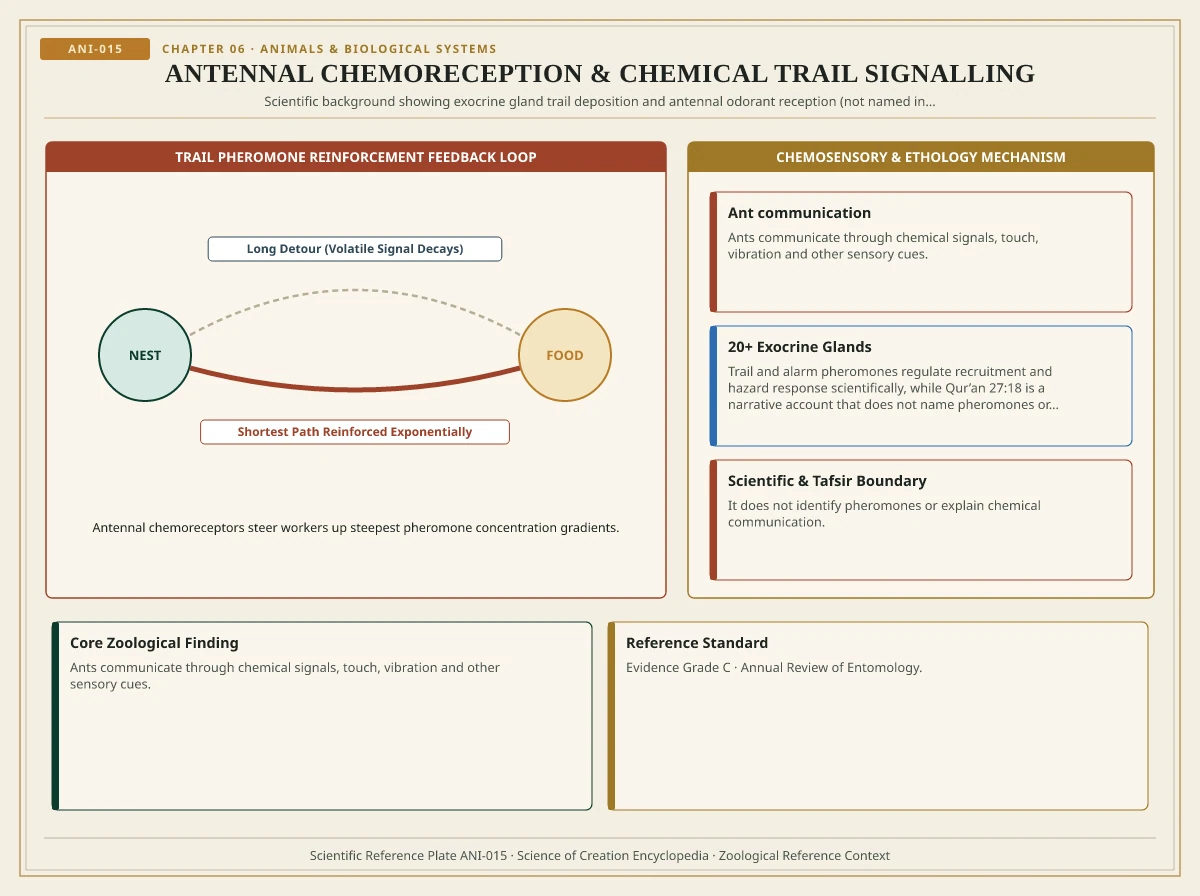 ANI-015
CHAPTER 06 · ANIMALS & BIOLOGICAL SYSTEMS
ANTENNAL CHEMORECEPTION & CHEMICAL TRAIL SIGNALLING
Scientific background showing exocrine gland trail deposition and antennal odorant reception (not named in…
TRAIL PHEROMONE REINFORCEMENT FEEDBACK LOOP
Long Detour (Volatile Signal Decays)
NEST
FOOD
Shortest Path Reinforced Exponentially
Antennal chemoreceptors steer workers up steepest pheromone concentration gradients.
CHEMOSENSORY & ETHOLOGY MECHANISM
Ant communication
Ants communicate through chemical signals, touch,
vibration and other sensory cues.
20+ Exocrine Glands
Trail and alarm pheromones regulate recruitment and
hazard response scientifically, while Qur’an 27:18 is a
narrative account that does not name pheromones or…
Scientific & Tafsir Boundary
It does not identify pheromones or explain chemical
communication.
Core Zoological Finding
Ants communicate through chemical signals, touch, vibration and other
sensory cues.
Reference Standard
Evidence Grade C · Annual Review of Entomology.
Scientific Reference Plate ANI-015 · Science of Creation Encyclopedia · Zoological Reference Context